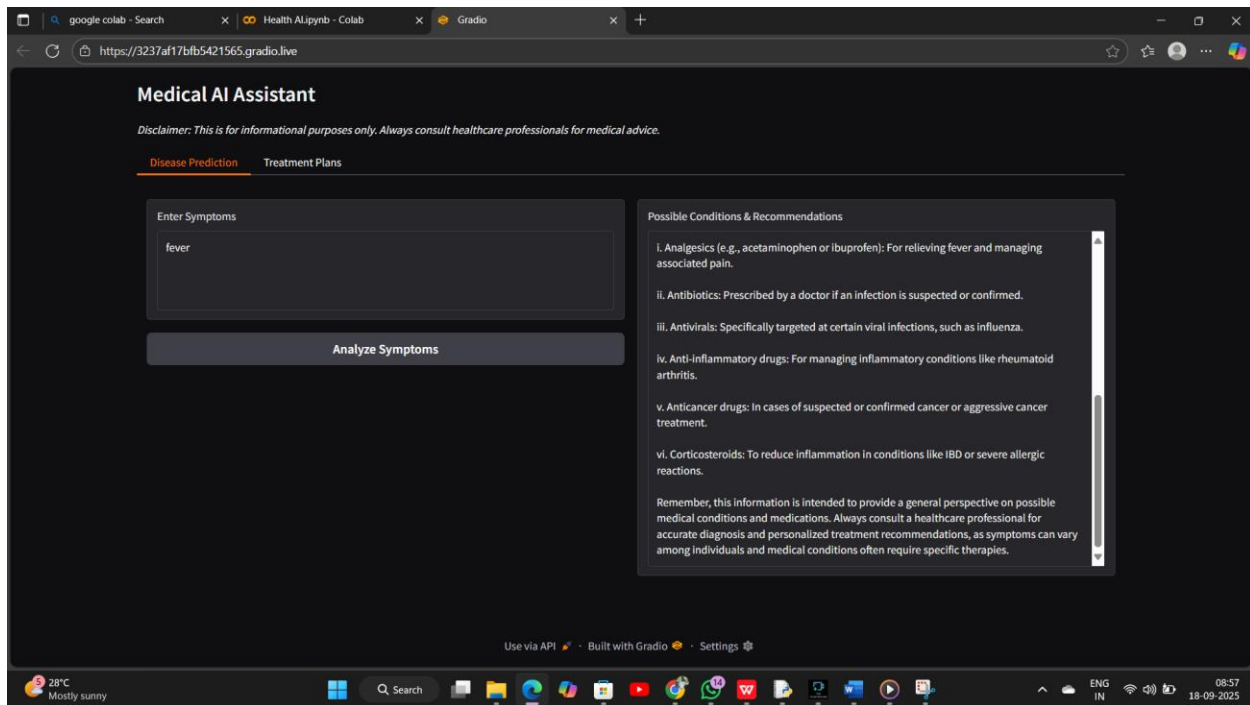 google colab - Search
Health AI.ipynb - Colab
Gradio
https://3237af17bfb5421565.gradio.live
Medical AI Assistant
Disclaimer: This is for informational purposes only. Always consult healthcare professionals for medical advice.
Disease Prediction
Treatment Plans
Enter Symptoms
fever
Analyze Symptoms
Possible Conditions & Recommendations
i. Analgesics (e.g., acetaminophen or ibuprofen): For relieving fever and managing
associated pain.
ii. Antibiotics: Prescribed by a doctor if an infection is suspected or confirmed.
iii. Antivirals: Specifically targeted at certain viral infections, such as influenza.
iv. Anti-inflammatory drugs: For managing inflammatory conditions like rheumatoid
arthritis.
v. Anticancer drugs: In cases of suspected or confirmed cancer or aggressive cancer
treatment.
vi. Corticosteroids: To reduce inflammation in conditions like IBD or severe allergic
reactions.
Remember, this information is intended to provide a general perspective on possible
medical conditions and medications. Always consult a healthcare professional for
accurate diagnosis and personalized treatment recommendations, as symptoms can vary
among individuals and medical conditions often require specific therapies.
Use via API · Built with Gradio · Settings
5
28°C
Mostly sunny
Search
14
W
ENG
IN
08:57
18-09-2025